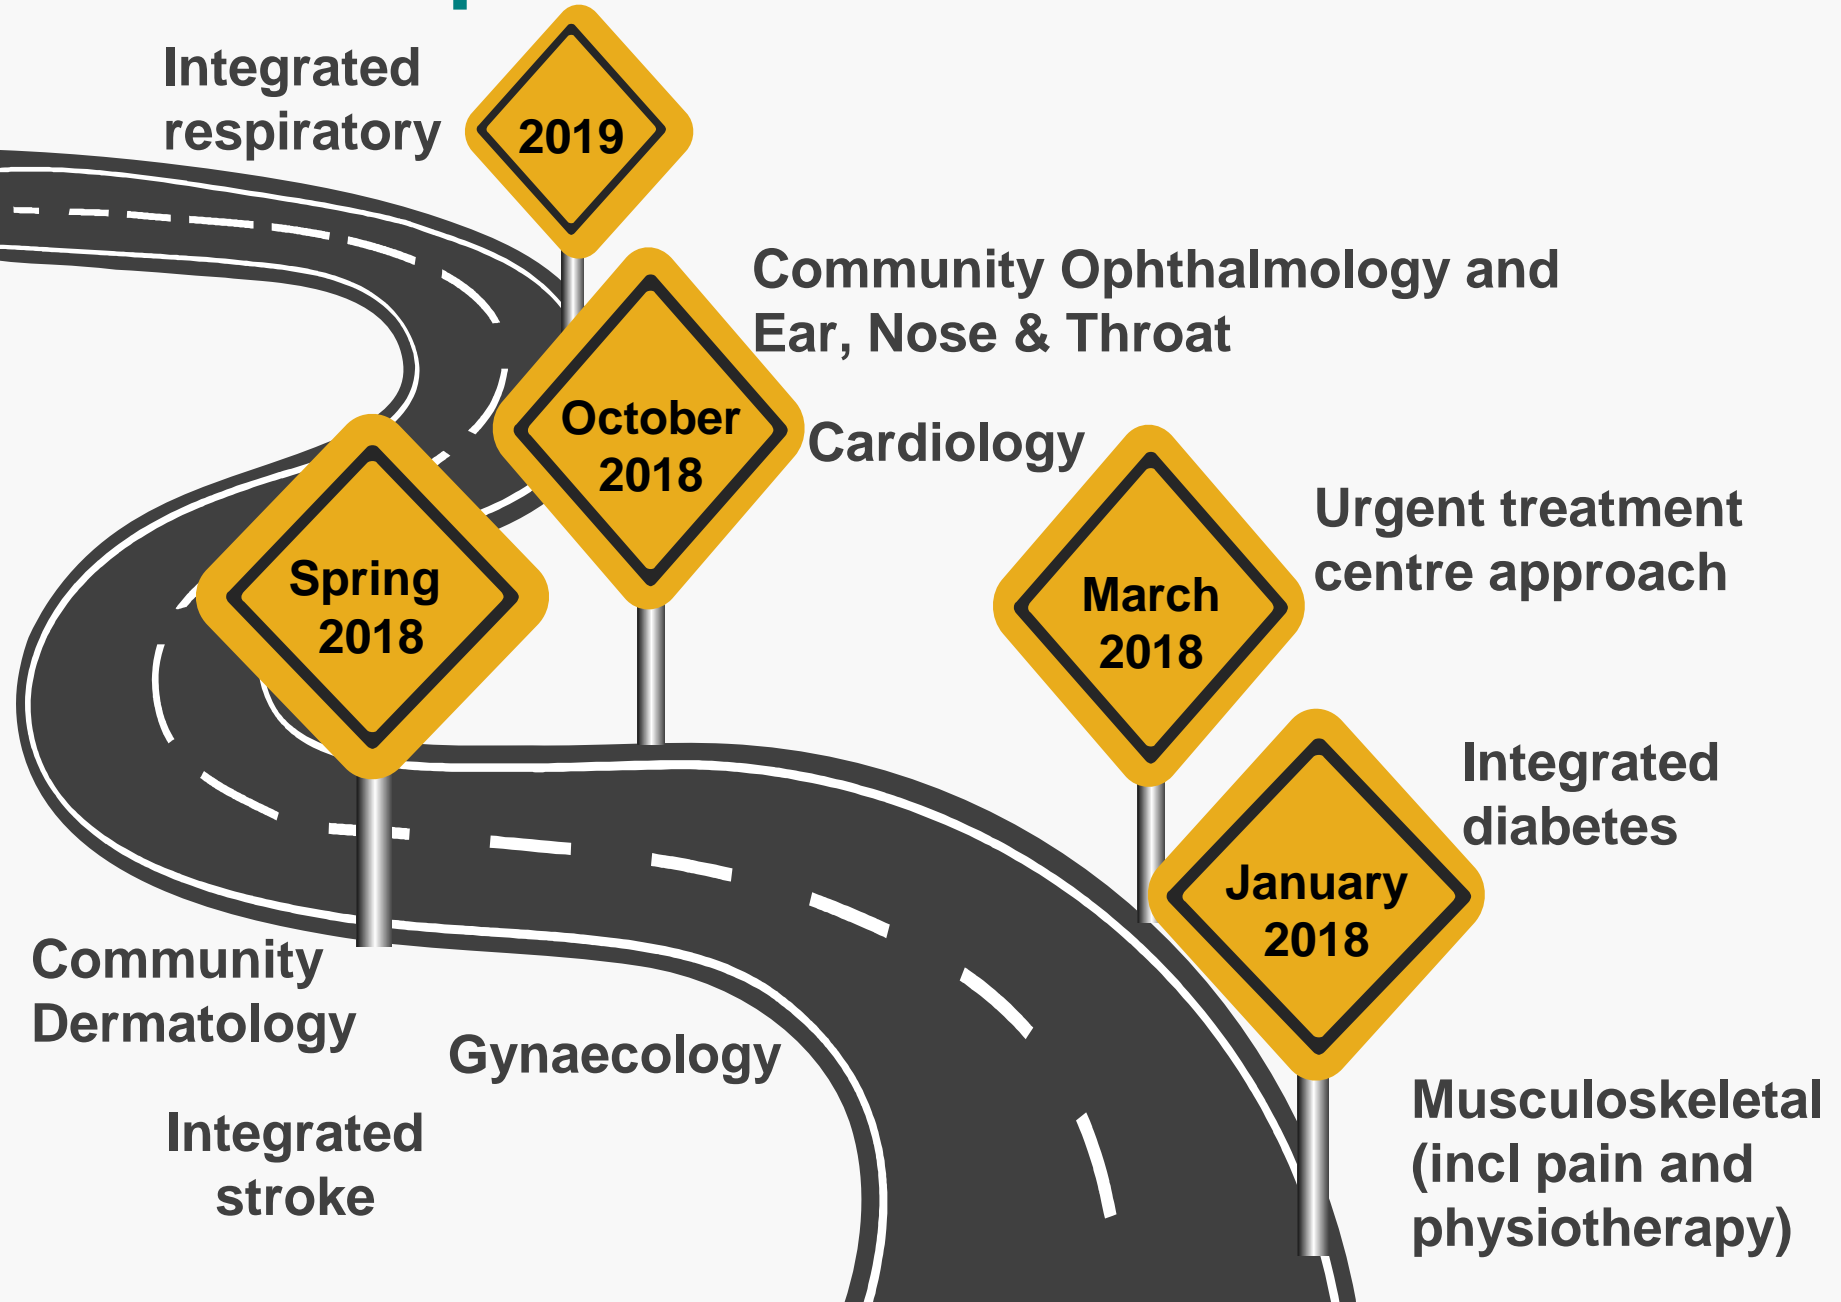 Integrated
respiratory
2019
Community Ophthalmology and
Ear, Nose & Throat
October
2018
Cardiology
Spring
2018
March
2018
Urgent treatment
centre approach
Integrated
diabetes
January
2018
Community
Dermatology
Gynaecology
Integrated
stroke
Musculoskeletal
(incl pain and
physiotherapy)